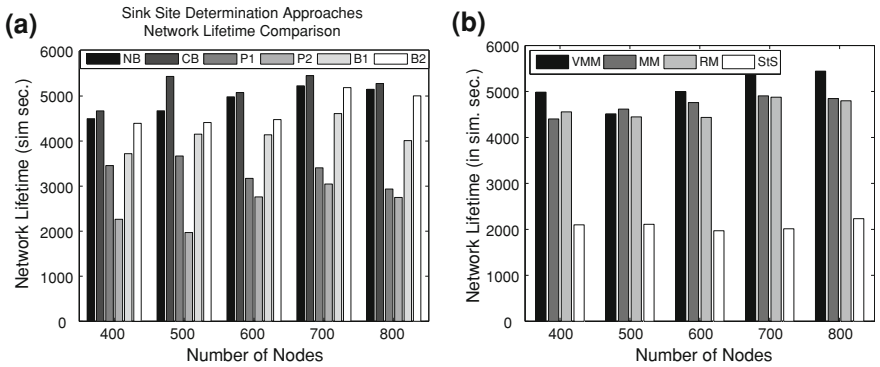 (a)
Sink Site Determination Approaches
Network Lifetime Comparison
6000
5000
4000
3000
2000
1000
0
Network Lifetime (sim sec.)
NB CB P1 P2 B1 B2
400 500 600 700 800
Number of Nodes
(b)
6000
5000
4000
3000
2000
1000
0
Network Lifetime (in sim. sec.)
VMM MM RM StS
400 500 600 700 800
Number of Nodes